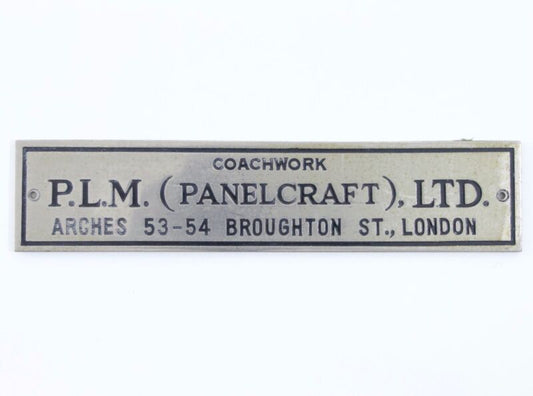 COACHWORK
P.L.M. (PANELCRAFT), LTD.
ARCHES 53-54 BROUGHTON ST., LONDON